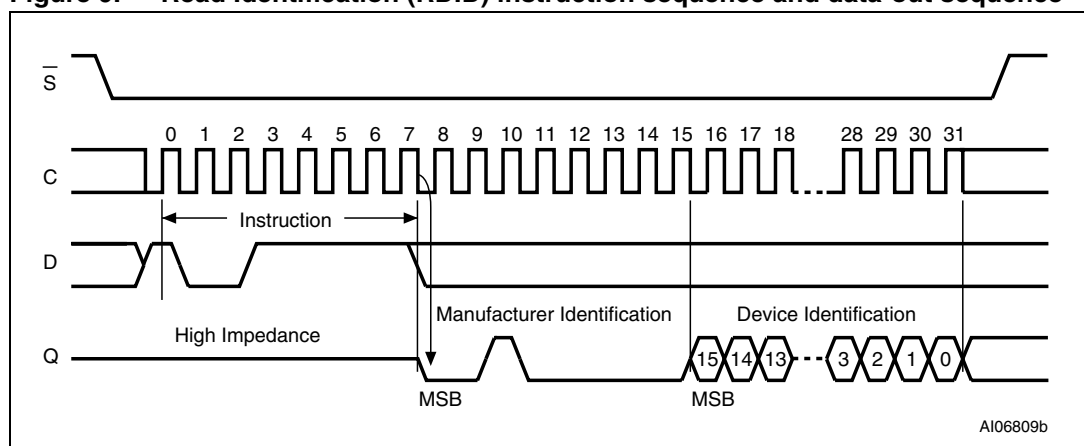 Figure 9. Read identification (RDID) instruction sequence and data-out sequence
S
0 1 2 3 4 5 6 7 8 9 10 11 12 13 14 15 16 17 18 28 29 30 31
C
Instruction
D
Manufacturer Identification Device Identification
High Impedance
Q 15 14 13 3 2 1 0
MSB MSB
AI06809b